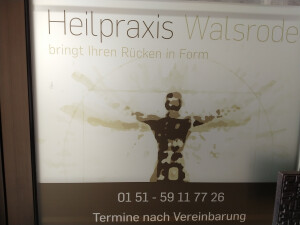 Heilpraxis Walsrode
bringt Ihren Rücken in Form
01 51 - 59 11 77 26
Termine nach Vereinbarung